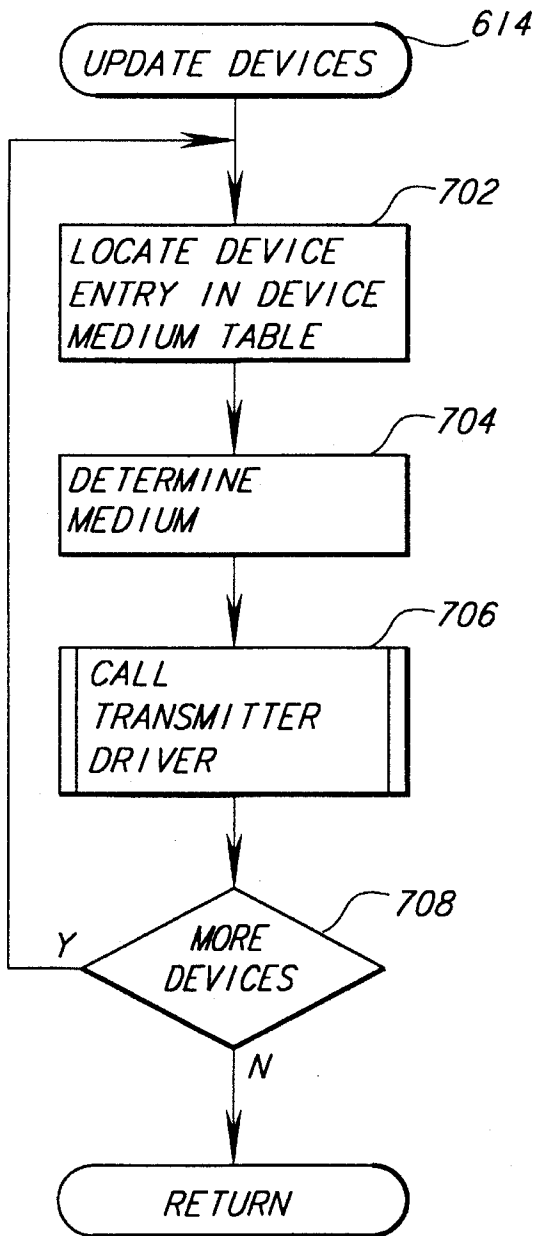 614
UPDATE DEVICES
702
LOCATE DEVICE
ENTRY IN DEVICE
MEDIUM TABLE
704
DETERMINE
MEDIUM
706
CALL
TRANSMITTER
DRIVER
708
Y
MORE
DEVICES
N
RETURN